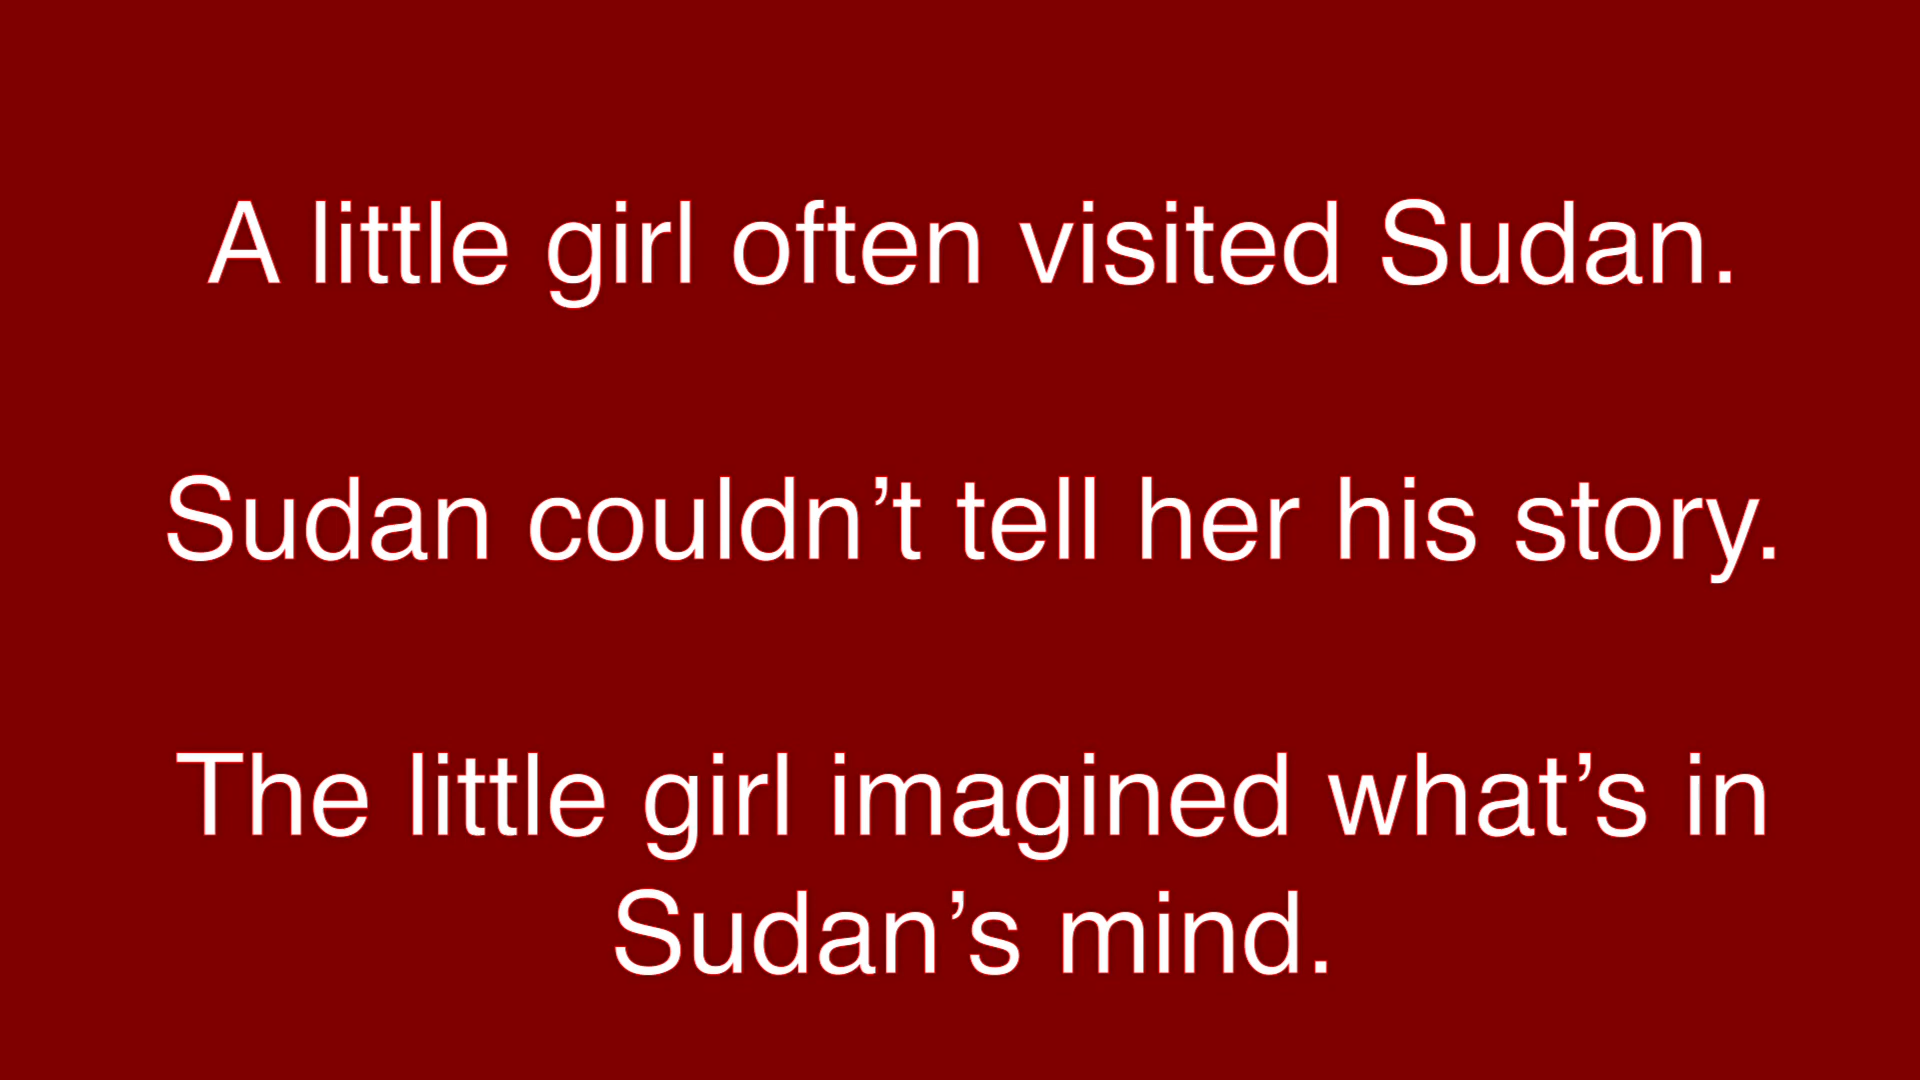 A little girl often visited Sudan.
Sudan couldn’t tell her his story.
The little girl imagined what’s in
Sudan’s mind.